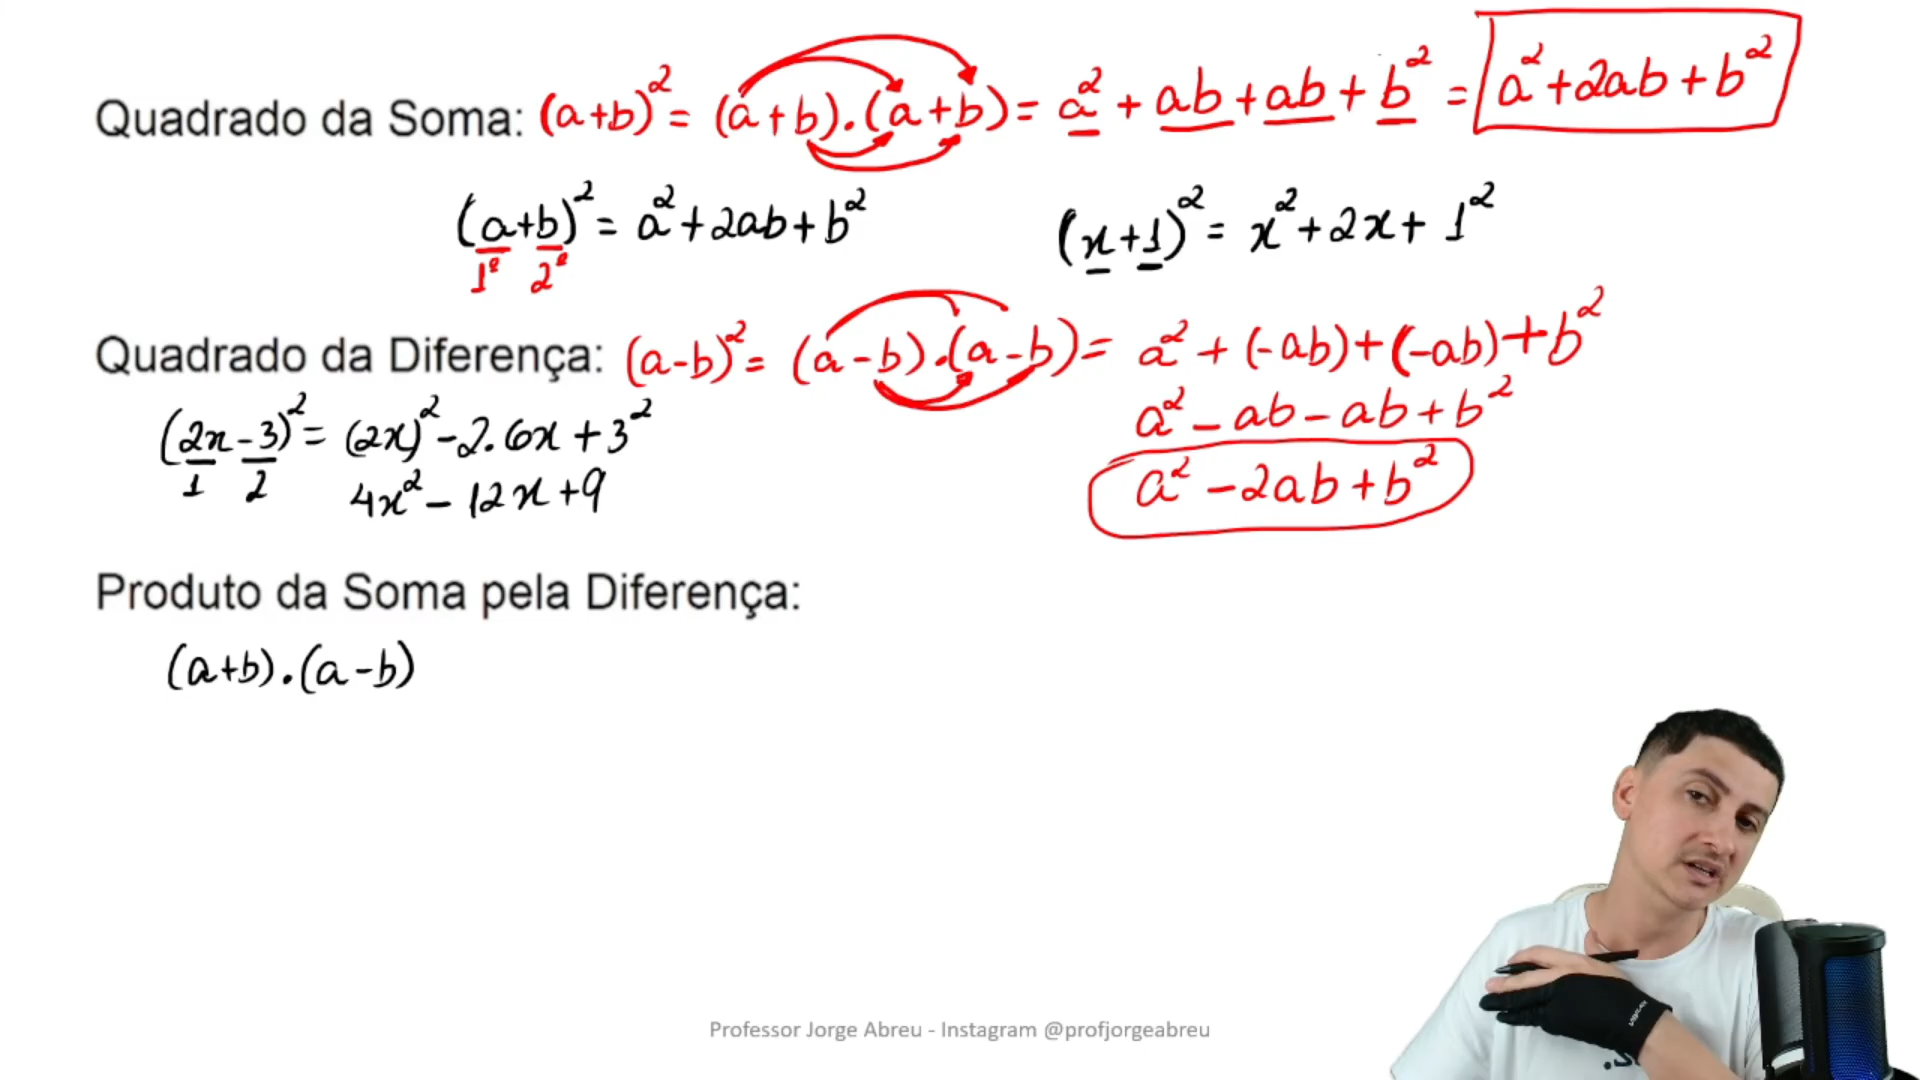 Quadrado da Soma: (a+b)² = (a+b).(a+b) = a² + ab + ab + b² = a² + 2ab + b²
(a+b)² = a² + 2ab + b²
1º 2º
(x+1)² = x² + 2x + 1²
Quadrado da Diferença: (a-b)² = (a-b).(a-b) = a² + (-ab) + (-ab) + b²
a² - ab - ab + b²
a² - 2ab + b²
(2x-3)² = (2x)² - 2.6x + 3²
1 2
4x² - 12x + 9
Produto da Soma pela Diferença:
(a+b).(a-b)
Professor Jorge Abreu - Instagram @profjorgeabreu